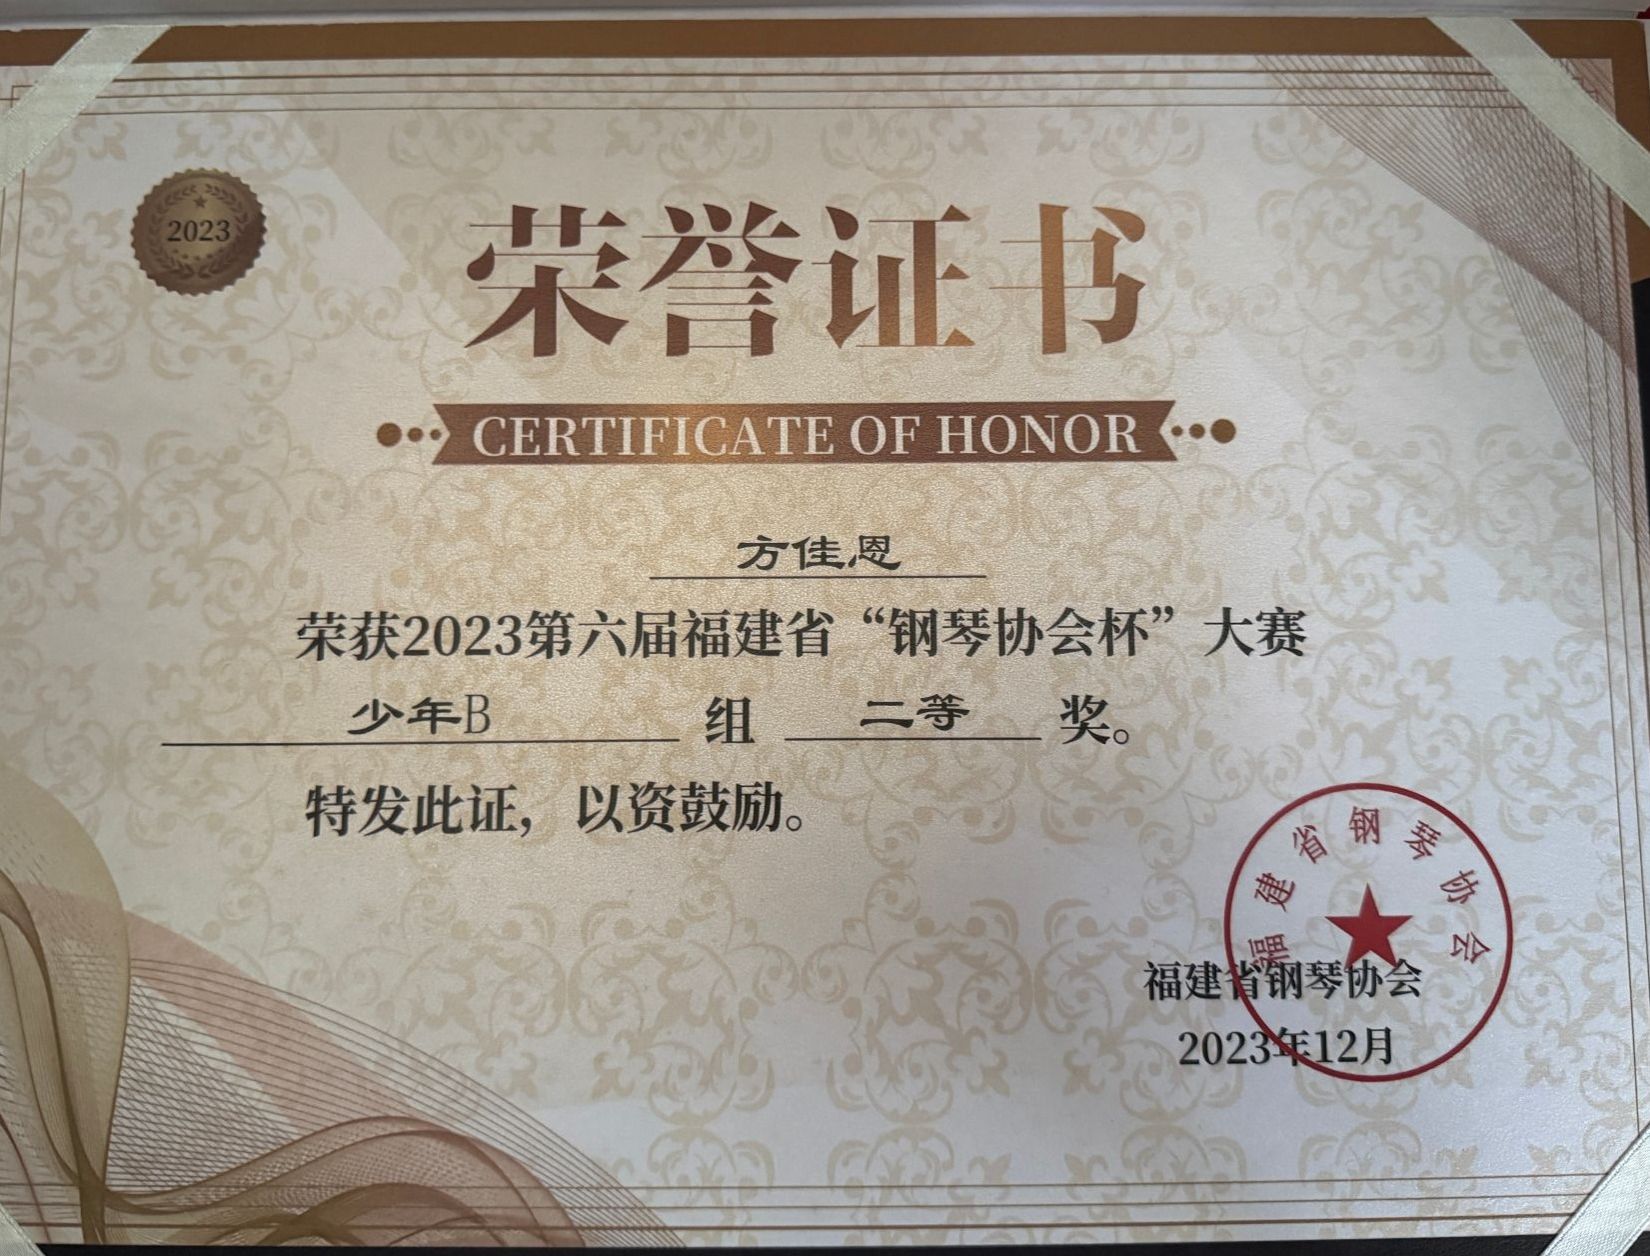 2023
荣誉证书
CERTIFICATE OF HONOR
方佳恩
荣获2023第六届福建省“钢琴协会杯”大赛
少年B 组 二等 奖。
特发此证，以资鼓励。
福建省钢琴协会
福建省钢琴协会
2023年12月